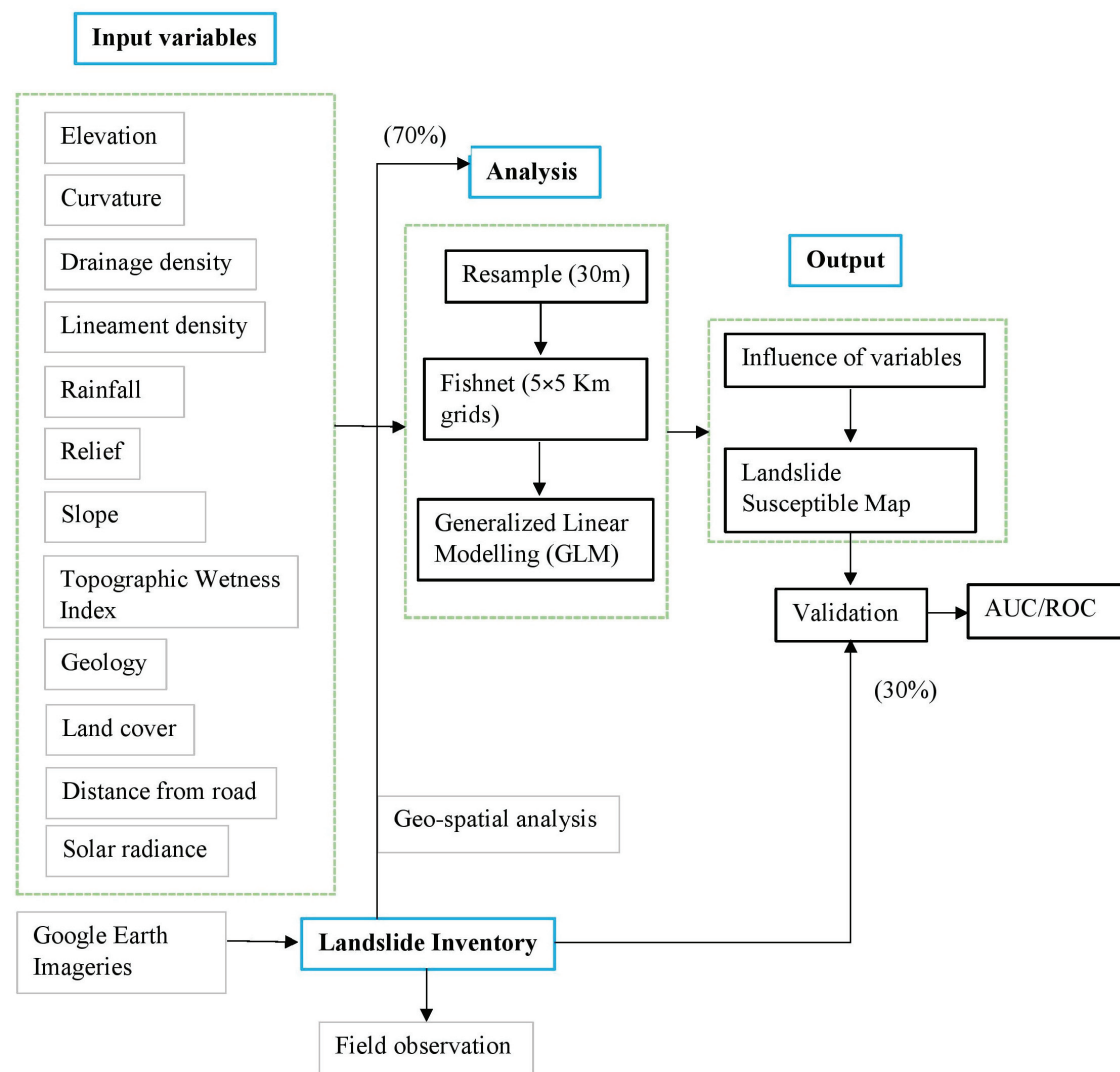 Input variables
Elevation
Curvature
Drainage density
Lineament density
Rainfall
Relief
Slope
Topographic Wetness
Index
Geology
Land cover
Distance from road
Solar radiance
(70%)
Analysis
Resample (30m)
Fishnet (5×5 Km
grids)
Generalized Linear
Modelling (GLM)
Output
Influence of variables
Landslide
Susceptible Map
Validation
AUC/ROC
(30%)
Geo-spatial analysis
Google Earth
Imageries
Landslide Inventory
Field observation